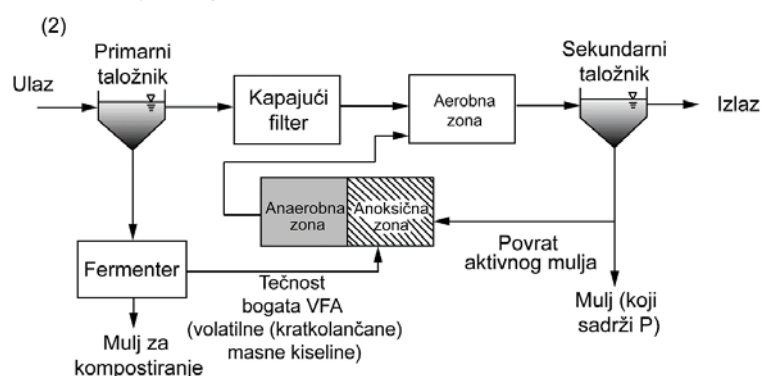 (2)
Primarni
taložnik
Sekundarni
taložnik
Ulaz
Kapajući
filter
Aerobna
zona
Izlaz
Anaerobna
zona
Anoksična
zona
Povrat
aktivnog mulja
Fermenter
Tečnost
bogata VFA
(volatilne (kratkolančane)
masne kiseline)
Mulj (koji
sadrži P)
Mulj za
kompostiranje